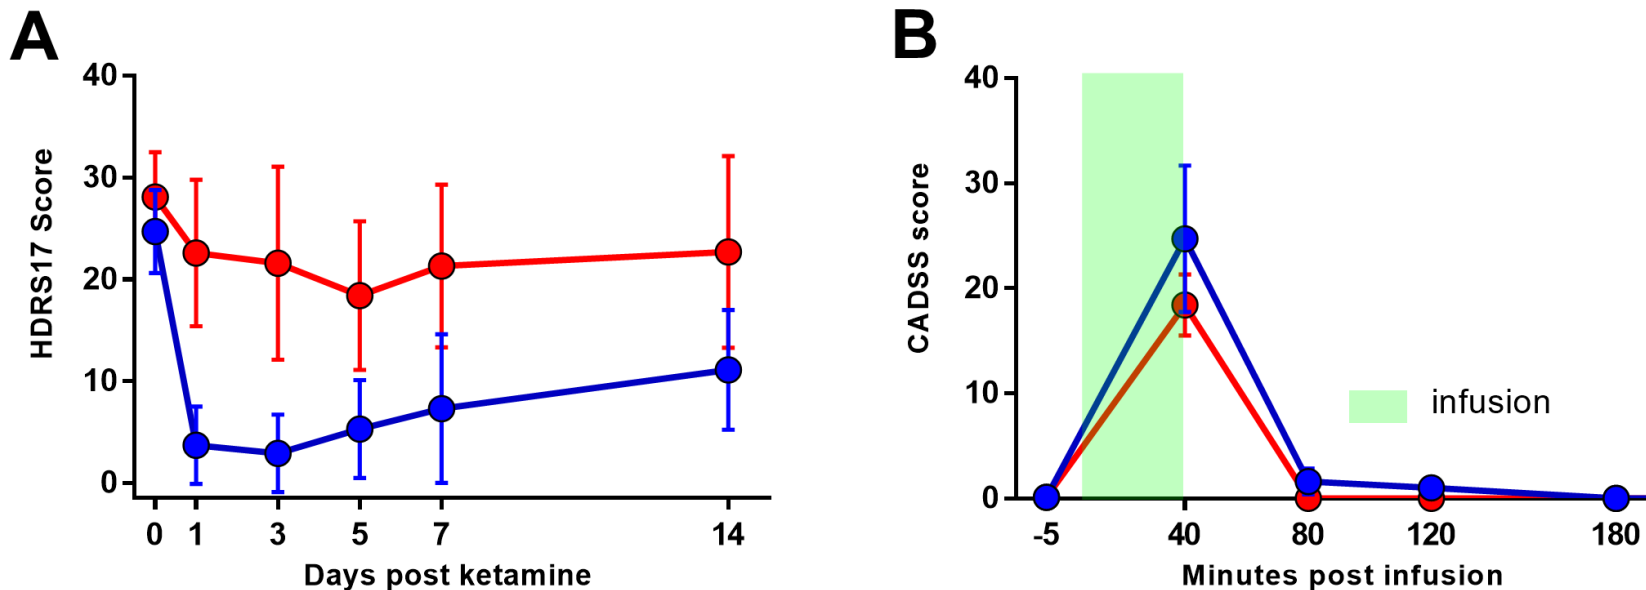 A
HDRS17 Score
40
30
20
10
0
0 1 3 5 7 14
Days post ketamine
B
CADSS score
40
30
20
10
0
infusion
-5 40 80 120 180
Minutes post infusion